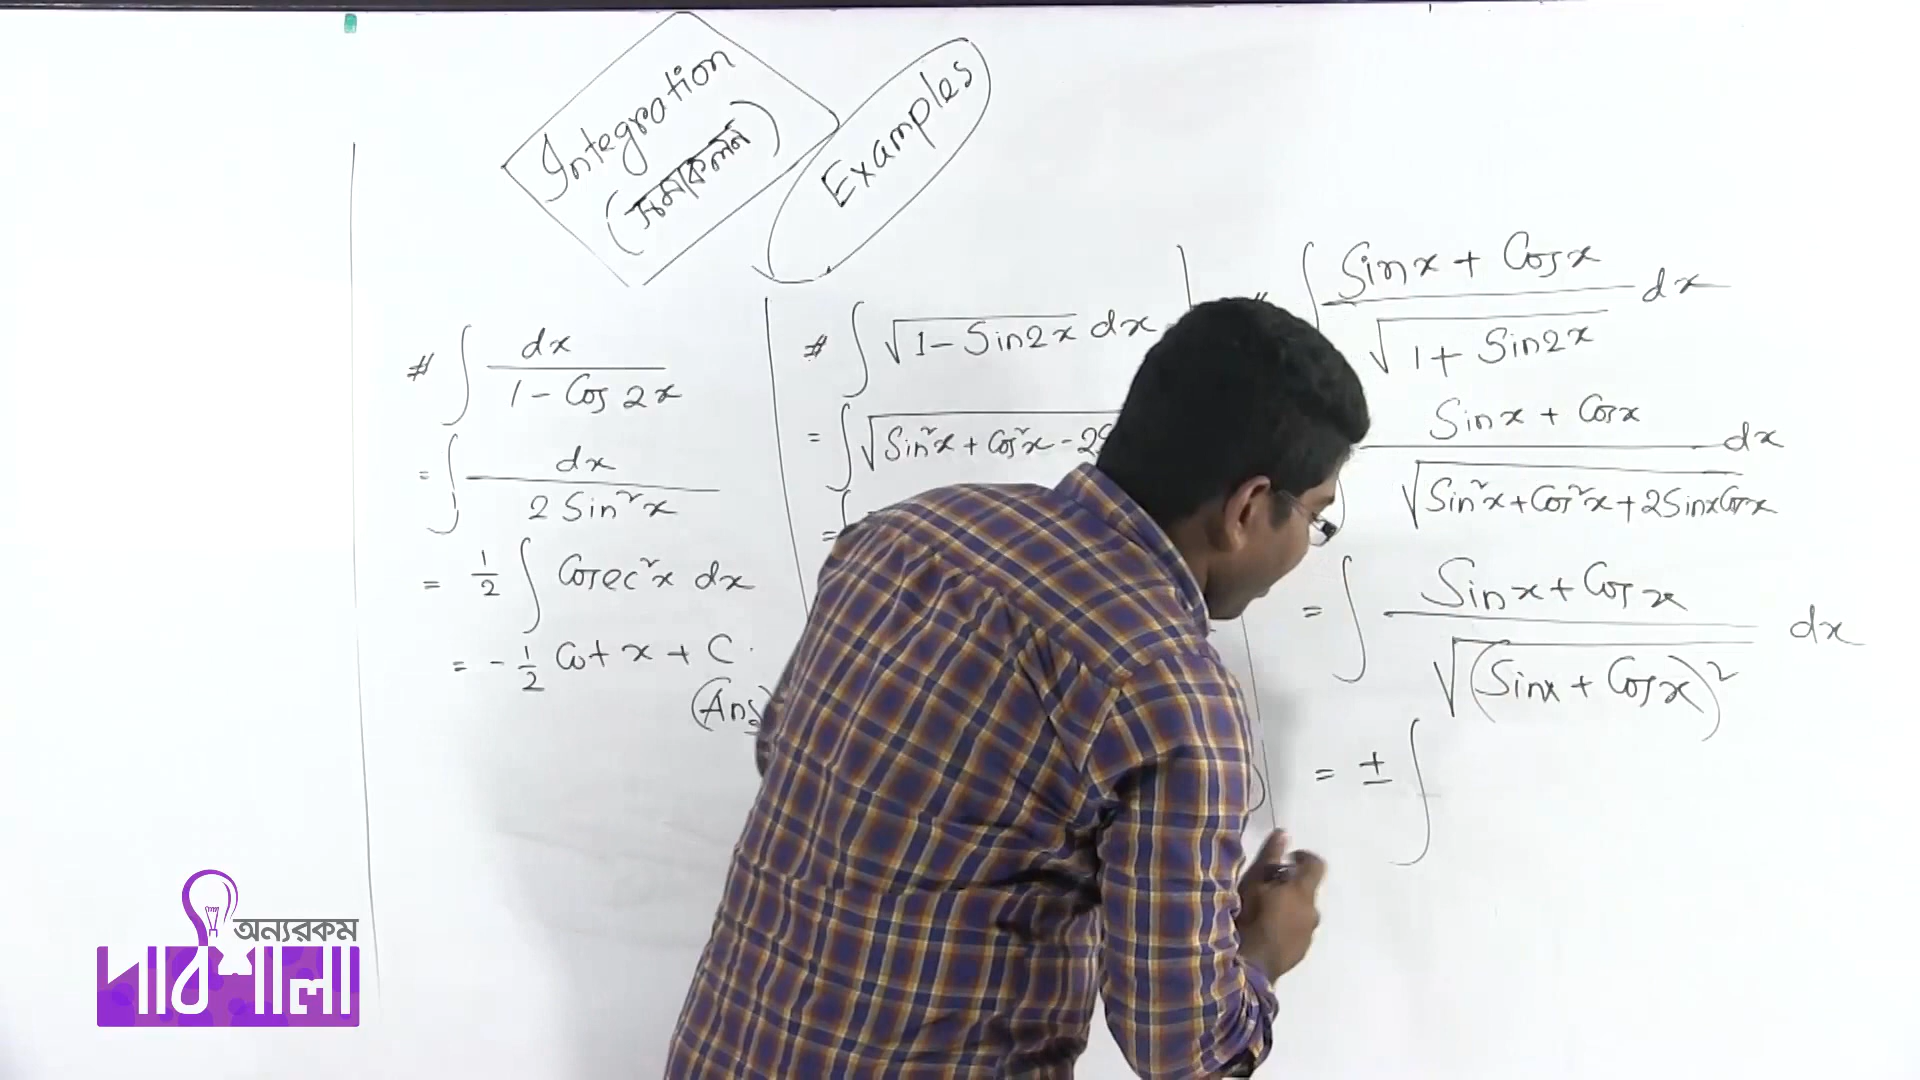 Integration
(সমাকলন)
Examples
# ∫ dx / (1 - Cos 2x)
= ∫ dx / (2 Sin²x)
= 1/2 ∫ Cosec²x dx
= - 1/2 Cot x + C.
(Ans)
# ∫ √(1 - Sin2x) dx
= ∫ √(Sin²x + Cos²x - 2S
= ∫
∫ (Sinx + Cosx) / √(1 + Sin2x) dx
(Sinx + Cosx) / √(Sin²x + Cos²x + 2SinxCosx) dx
= ∫ (Sinx + Cosx) / √((Sinx + Cosx)²) dx
= ± ∫
অন্যরকম
পাঠশালা